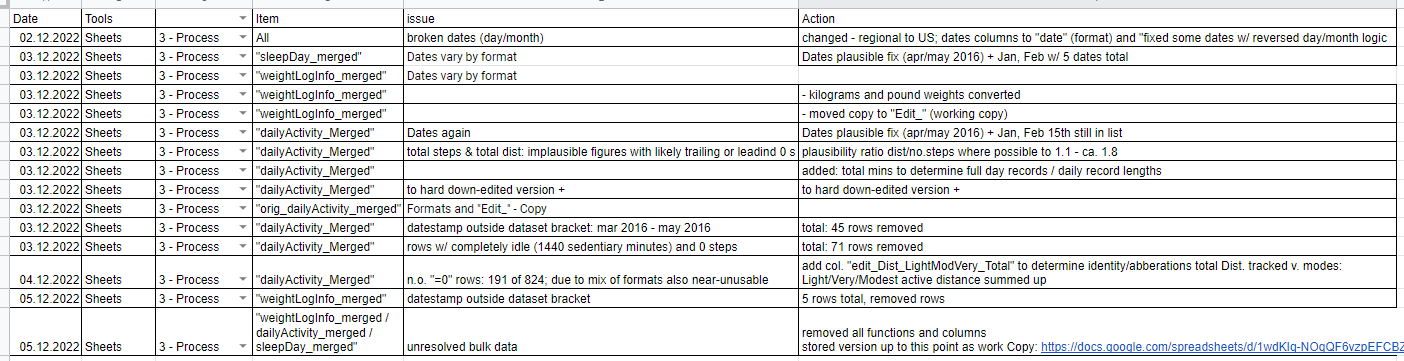 Date Tools Item issue Action
02.12.2022 Sheets 3 - Process All broken dates (day/month) changed - regional to US; dates columns to "date" (format) and "fixed some dates w/ reversed day/month logic
03.12.2022 Sheets 3 - Process "sleepDay_merged" Dates vary by format Dates plausible fix (apr/may 2016) + Jan, Feb w/ 5 dates total
03.12.2022 Sheets 3 - Process "weightLogInfo_merged" Dates vary by format
03.12.2022 Sheets 3 - Process "weightLogInfo_merged" - kilograms and pound weights converted
03.12.2022 Sheets 3 - Process "weightLogInfo_merged" - moved copy to "Edit_" (working copy)
03.12.2022 Sheets 3 - Process "dailyActivity_Merged" Dates again Dates plausible fix (apr/may 2016) + Jan, Feb 15th still in list
03.12.2022 Sheets 3 - Process "dailyActivity_Merged" total steps & total dist: implausible figures with likely trailing or leadind 0 s plausibility ratio dist/no.steps where possible to 1.1 - ca. 1.8
03.12.2022 Sheets 3 - Process "dailyActivity_Merged" added: total mins to determine full day records / daily record lengths
03.12.2022 Sheets 3 - Process "dailyActivity_Merged" to hard down-edited version + to hard down-edited version +
03.12.2022 Sheets 3 - Process "orig_dailyActivity_merged" Formats and "Edit_" - Copy
03.12.2022 Sheets 3 - Process "dailyActivity_Merged" datestamp outside dataset bracket: mar 2016 - may 2016 total: 45 rows removed
03.12.2022 Sheets 3 - Process "dailyActivity_Merged" rows w/ completely idle (1440 sedentiary minutes) and 0 steps total: 71 rows removed
04.12.2022 Sheets 3 - Process "dailyActivity_Merged" n.o. "=0" rows: 191 of 824; due to mix of formats also near-unusable add col. "edit_Dist_LightModVery_Total" to determine identity/abberations total Dist. tracked v. modes:
Light/Very/Modest active distance summed up
05.12.2022 Sheets 3 - Process "weightLogInfo_merged" datestamp outside dataset bracket 5 rows total, removed rows
"weightLogInfo_merged /
dailyActivity_merged / removed all functions and columns
05.12.2022 Sheets 3 - Process sleepDay_merged" unresolved bulk data stored version up to this point as work Copy: